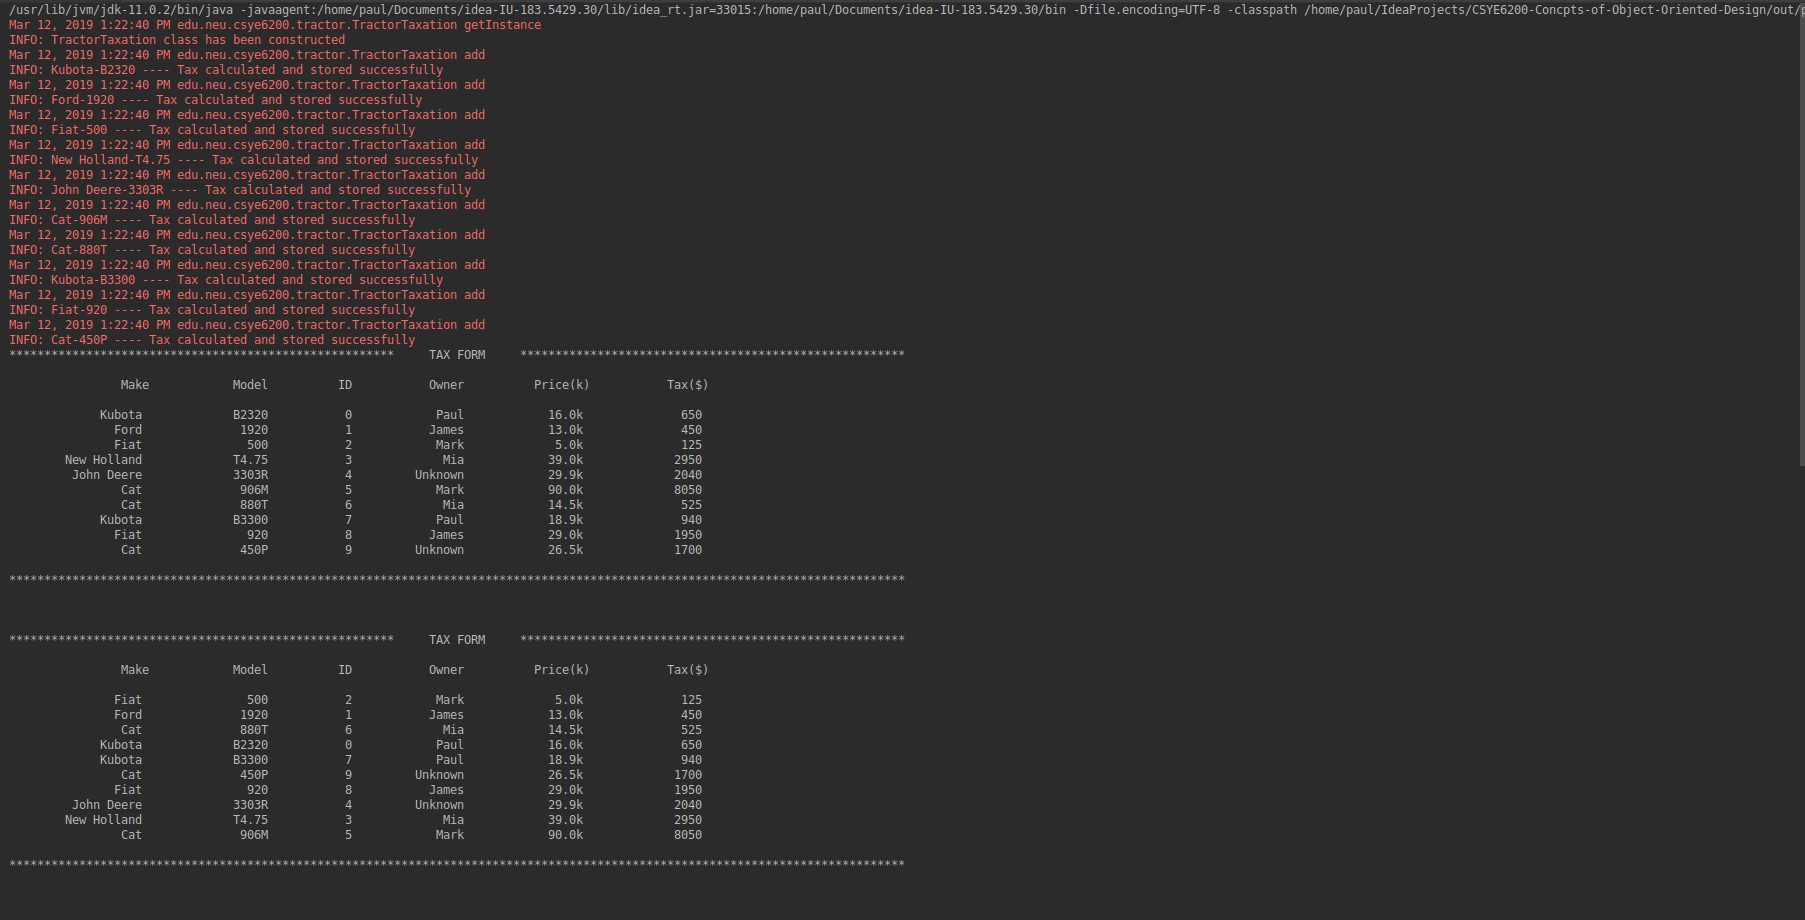 /usr/lib/jvm/jdk-11.0.2/bin/java -javaagent:/home/paul/Documents/idea-IU-183.5429.30/lib/idea_rt.jar=33015:/home/paul/Documents/idea-IU-183.5429.30/bin -Dfile.encoding=UTF-8 -classpath /home/paul/IdeaProjects/CSYE6200-Concpts-of-Object-Oriented-Design/out/p
Mar 12, 2019 1:22:40 PM edu.neu.csye6200.tractor.TractorTaxation getInstance
INFO: TractorTaxation class has been constructed
Mar 12, 2019 1:22:40 PM edu.neu.csye6200.tractor.TractorTaxation add
INFO: Kubota-B2320 ---- Tax calculated and stored successfully
Mar 12, 2019 1:22:40 PM edu.neu.csye6200.tractor.TractorTaxation add
INFO: Ford-1920 ---- Tax calculated and stored successfully
Mar 12, 2019 1:22:40 PM edu.neu.csye6200.tractor.TractorTaxation add
INFO: Fiat-500 ---- Tax calculated and stored successfully
Mar 12, 2019 1:22:40 PM edu.neu.csye6200.tractor.TractorTaxation add
INFO: New Holland-T4.75 ---- Tax calculated and stored successfully
Mar 12, 2019 1:22:40 PM edu.neu.csye6200.tractor.TractorTaxation add
INFO: John Deere-3303R ---- Tax calculated and stored successfully
Mar 12, 2019 1:22:40 PM edu.neu.csye6200.tractor.TractorTaxation add
INFO: Cat-906M ---- Tax calculated and stored successfully
Mar 12, 2019 1:22:40 PM edu.neu.csye6200.tractor.TractorTaxation add
INFO: Cat-880T ---- Tax calculated and stored successfully
Mar 12, 2019 1:22:40 PM edu.neu.csye6200.tractor.TractorTaxation add
INFO: Kubota-B3300 ---- Tax calculated and stored successfully
Mar 12, 2019 1:22:40 PM edu.neu.csye6200.tractor.TractorTaxation add
INFO: Fiat-920 ---- Tax calculated and stored successfully
Mar 12, 2019 1:22:40 PM edu.neu.csye6200.tractor.TractorTaxation add
INFO: Cat-450P ---- Tax calculated and stored successfully
******************************************************* TAX FORM *******************************************************
Make Model ID Owner Price(k) Tax($)
Kubota B2320 0 Paul 16.0k 650
Ford 1920 1 James 13.0k 450
Fiat 500 2 Mark 5.0k 125
New Holland T4.75 3 Mia 39.0k 2950
John Deere 3303R 4 Unknown 29.9k 2040
Cat 906M 5 Mark 90.0k 8050
Cat 880T 6 Mia 14.5k 525
Kubota B3300 7 Paul 18.9k 940
Fiat 920 8 James 29.0k 1950
Cat 450P 9 Unknown 26.5k 1700
********************************************************************************************************************************
******************************************************* TAX FORM *******************************************************
Make Model ID Owner Price(k) Tax($)
Fiat 500 2 Mark 5.0k 125
Ford 1920 1 James 13.0k 450
Cat 880T 6 Mia 14.5k 525
Kubota B2320 0 Paul 16.0k 650
Kubota B3300 7 Paul 18.9k 940
Cat 450P 9 Unknown 26.5k 1700
Fiat 920 8 James 29.0k 1950
John Deere 3303R 4 Unknown 29.9k 2040
New Holland T4.75 3 Mia 39.0k 2950
Cat 906M 5 Mark 90.0k 8050
********************************************************************************************************************************